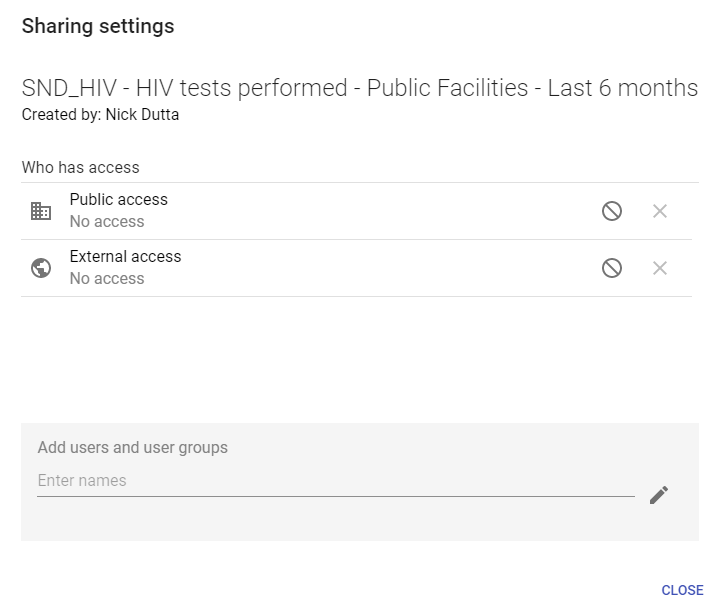 Sharing settings
SND_HIV - HIV tests performed - Public Facilities - Last 6 months
Created by: Nick Dutta
Who has access
Public access
No access
External access
No access
Add users and user groups
Enter names
CLOSE